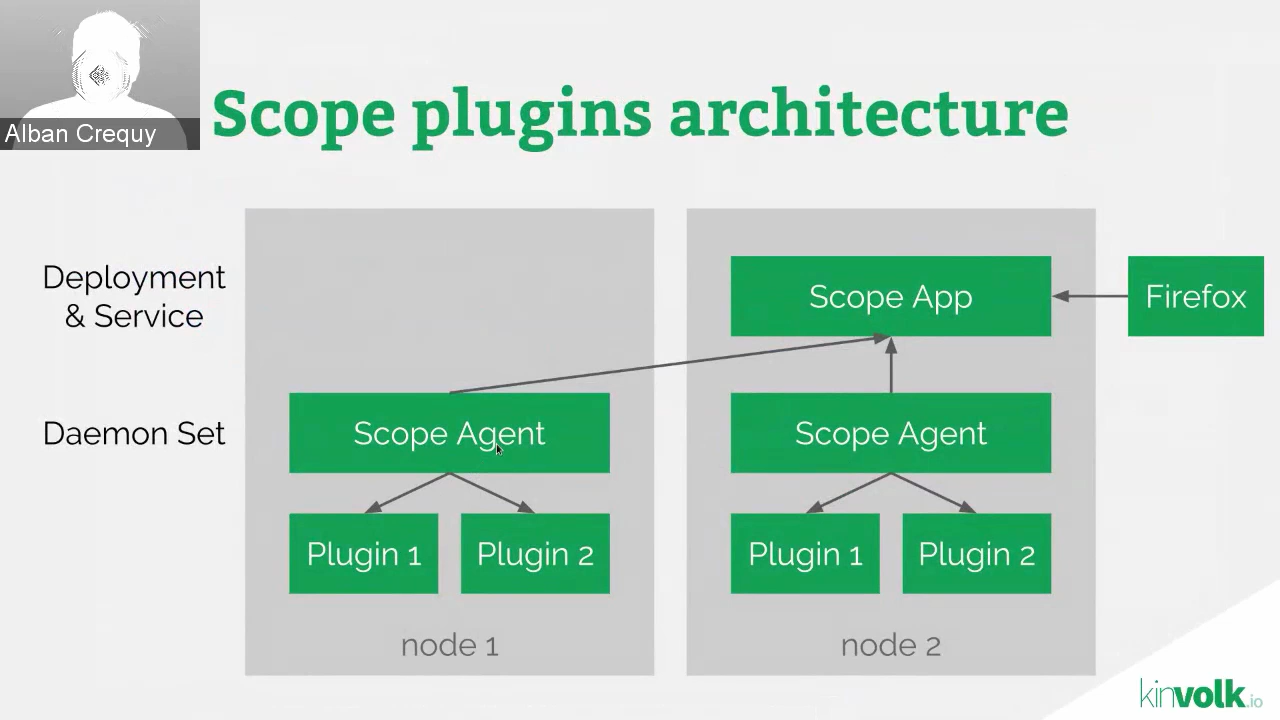 Alban Crequy
Scope plugins architecture
Deployment
& Service
Scope App
Firefox
Daemon Set
Scope Agent
Scope Agent
Plugin 1
Plugin 2
Plugin 1
Plugin 2
node 1
node 2
kinvolk.io